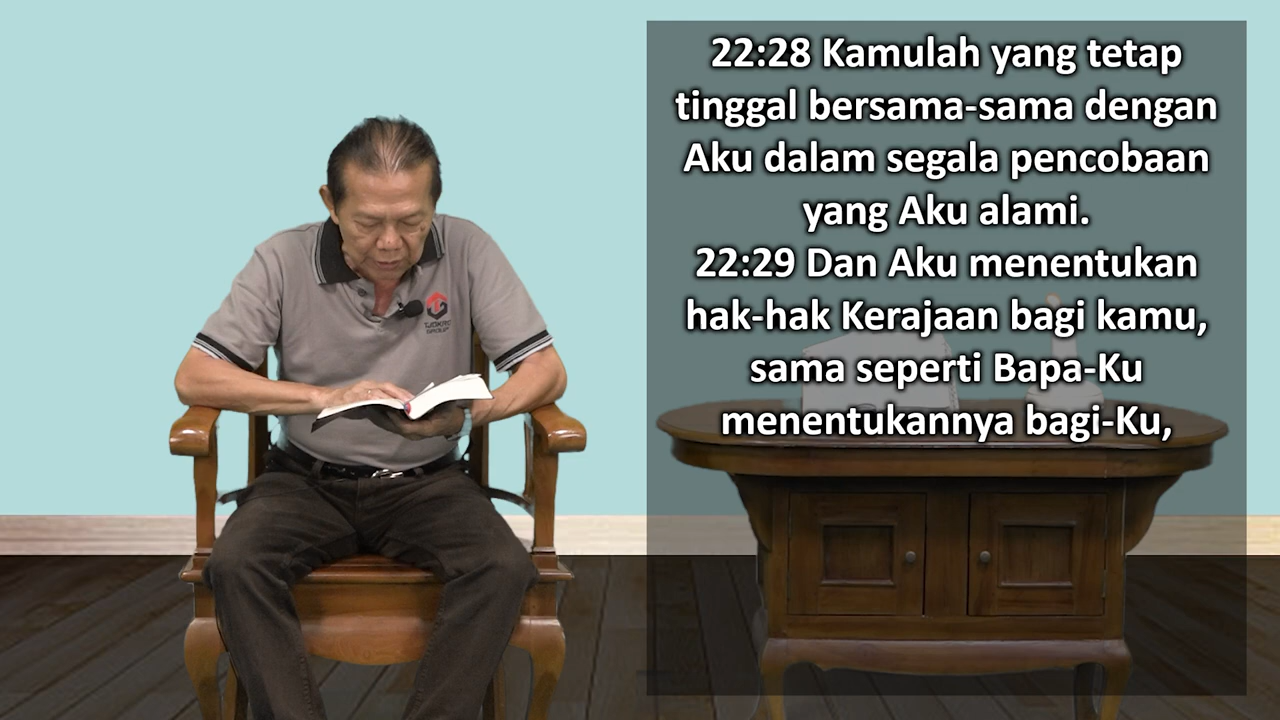 22:28 Kamulah yang tetap
tinggal bersama-sama dengan
Aku dalam segala pencobaan
yang Aku alami.
22:29 Dan Aku menentukan
hak-hak Kerajaan bagi kamu,
sama seperti Bapa-Ku
menentukannya bagi-Ku,